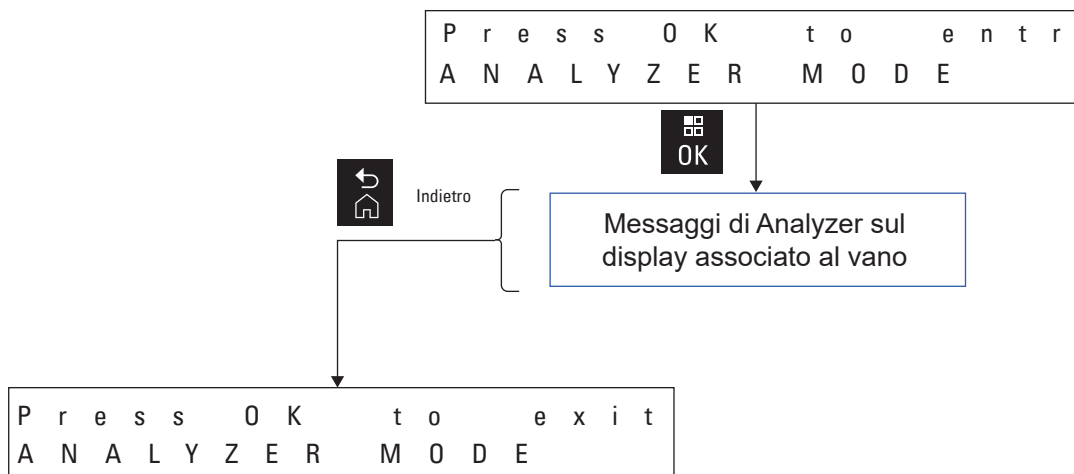 Press OK to entr
ANALYZER MODE
OK
Indietro
Messaggi di Analyzer sul
display associato al vano
Press OK to exit
ANALYZER MODE